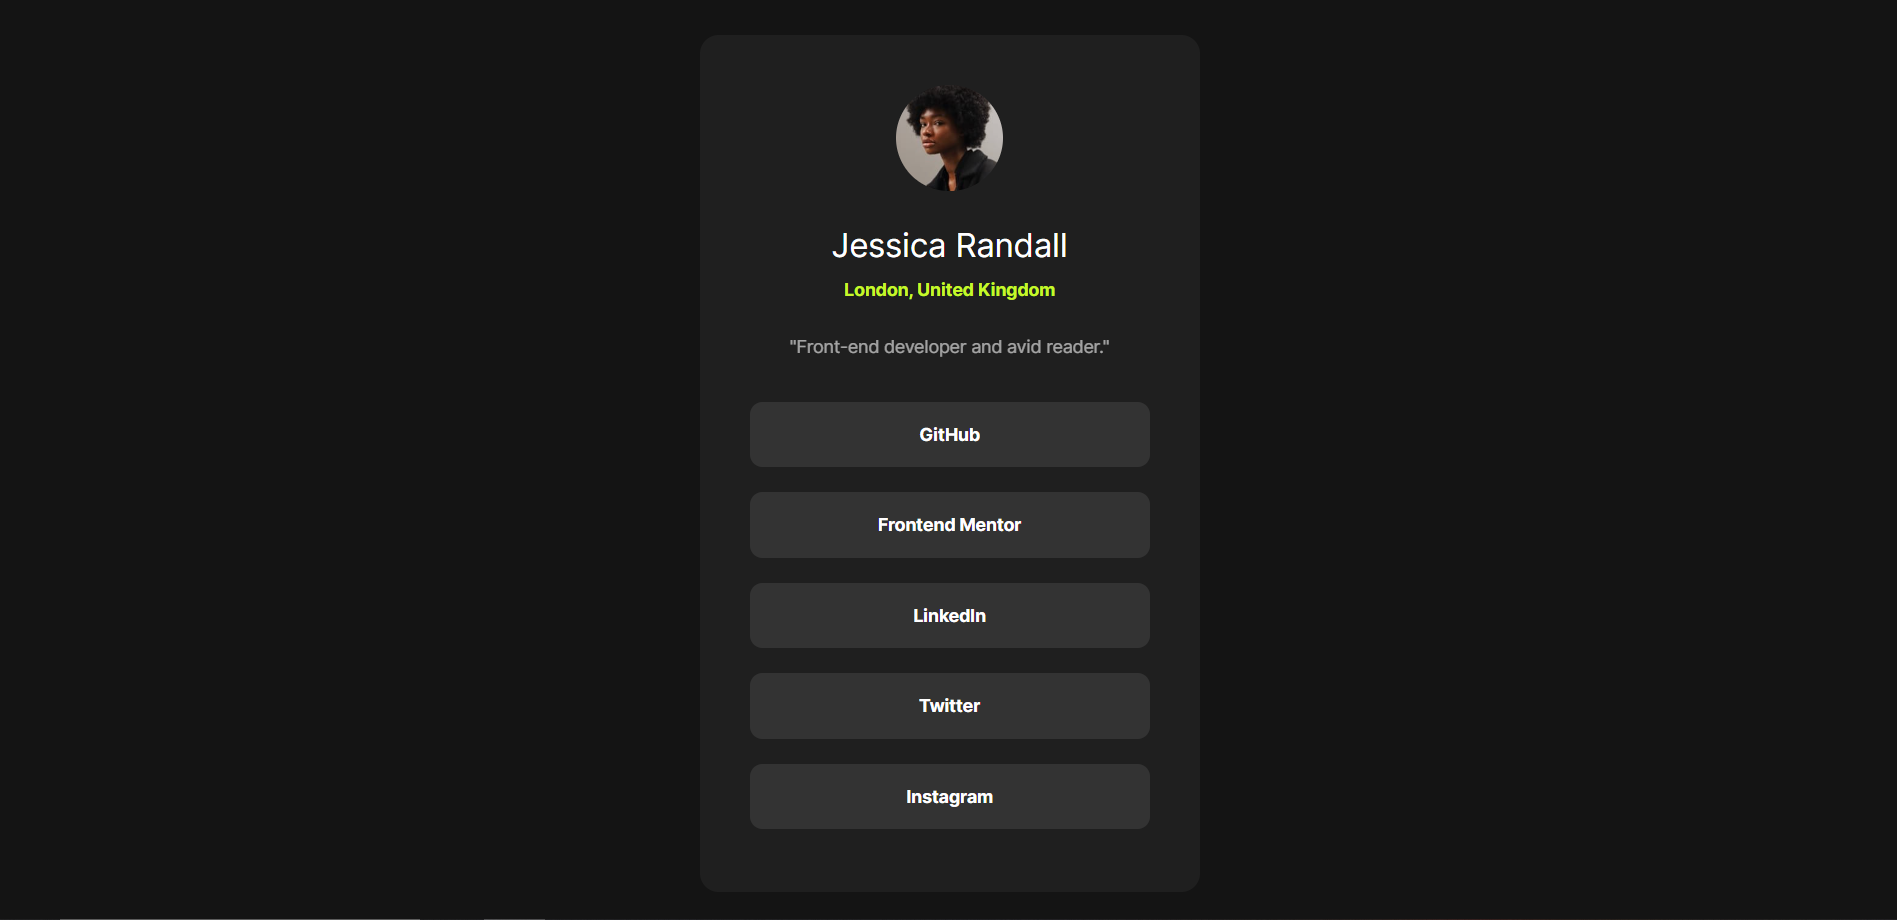 Jessica Randall
London, United Kingdom
"Front-end developer and avid reader."
GitHub
Frontend Mentor
LinkedIn
Twitter
Instagram